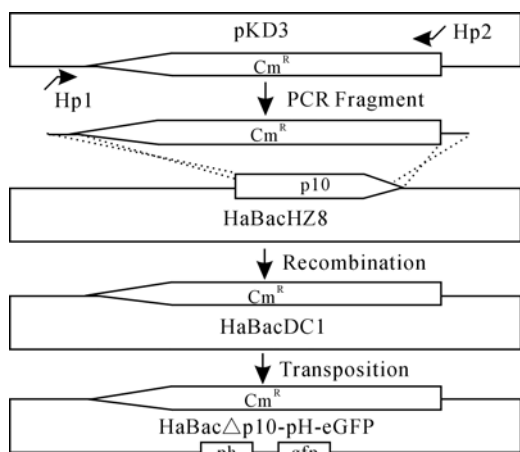 pKD3
Hp2
Cm^R
Hp1
PCR Fragment
Cm^R
p10
HaBacHZ8
Recombination
Cm^R
HaBacDC1
Transposition
Cm^R
HaBac△p10-pH-eGFP
ph gfp